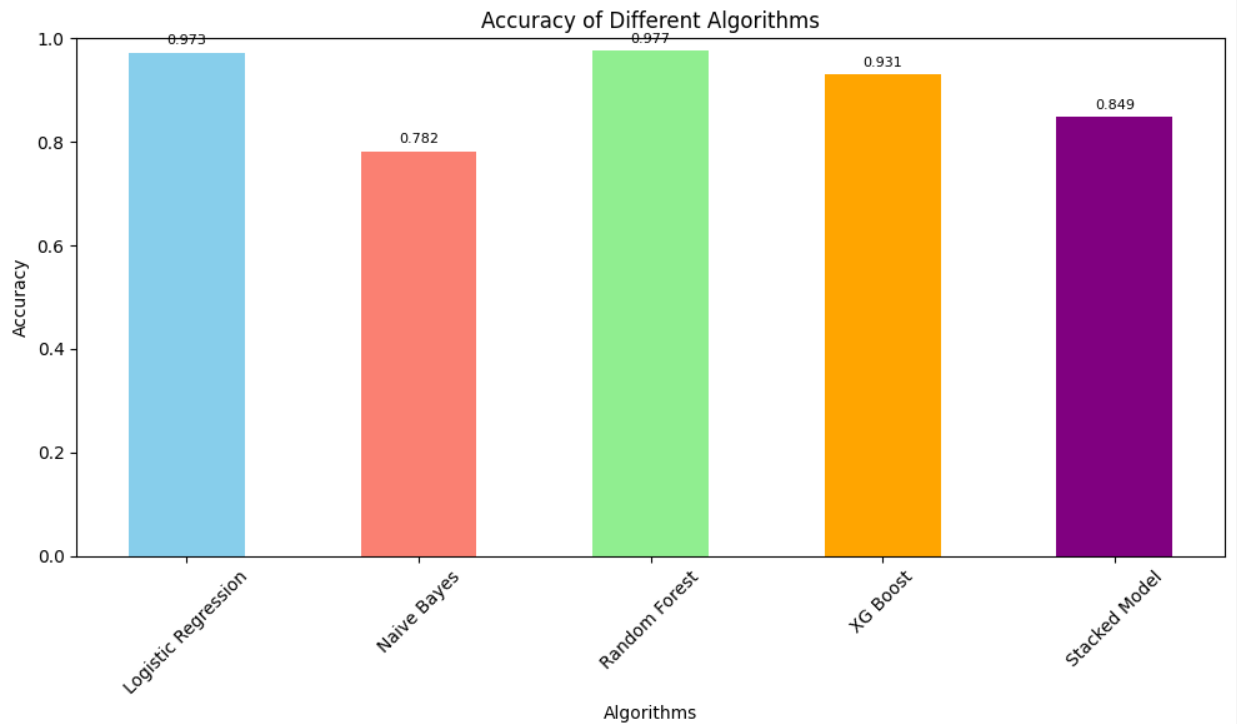 Accuracy of Different Algorithms
1.0
0.8
0.6
0.4
0.2
0.0
Accuracy
0.973
0.782
0.977
0.931
0.849
Logistic Regression
Naive Bayes
Random Forest
XG Boost
Stacked Model
Algorithms